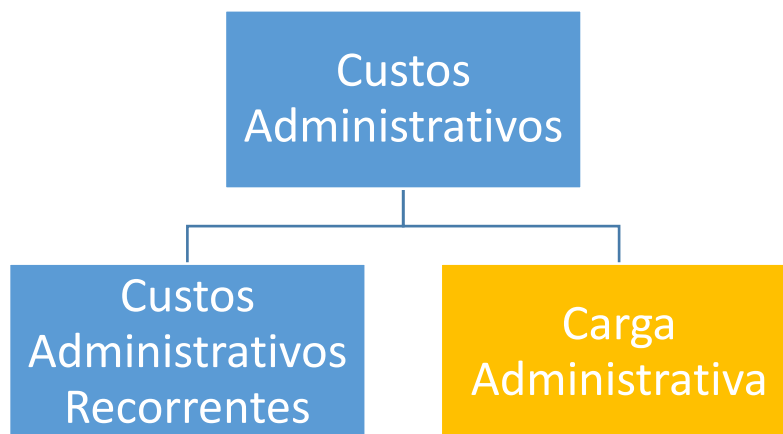 Custos
Administrativos
Custos
Administrativos
Recorrentes
Carga
Administrativa